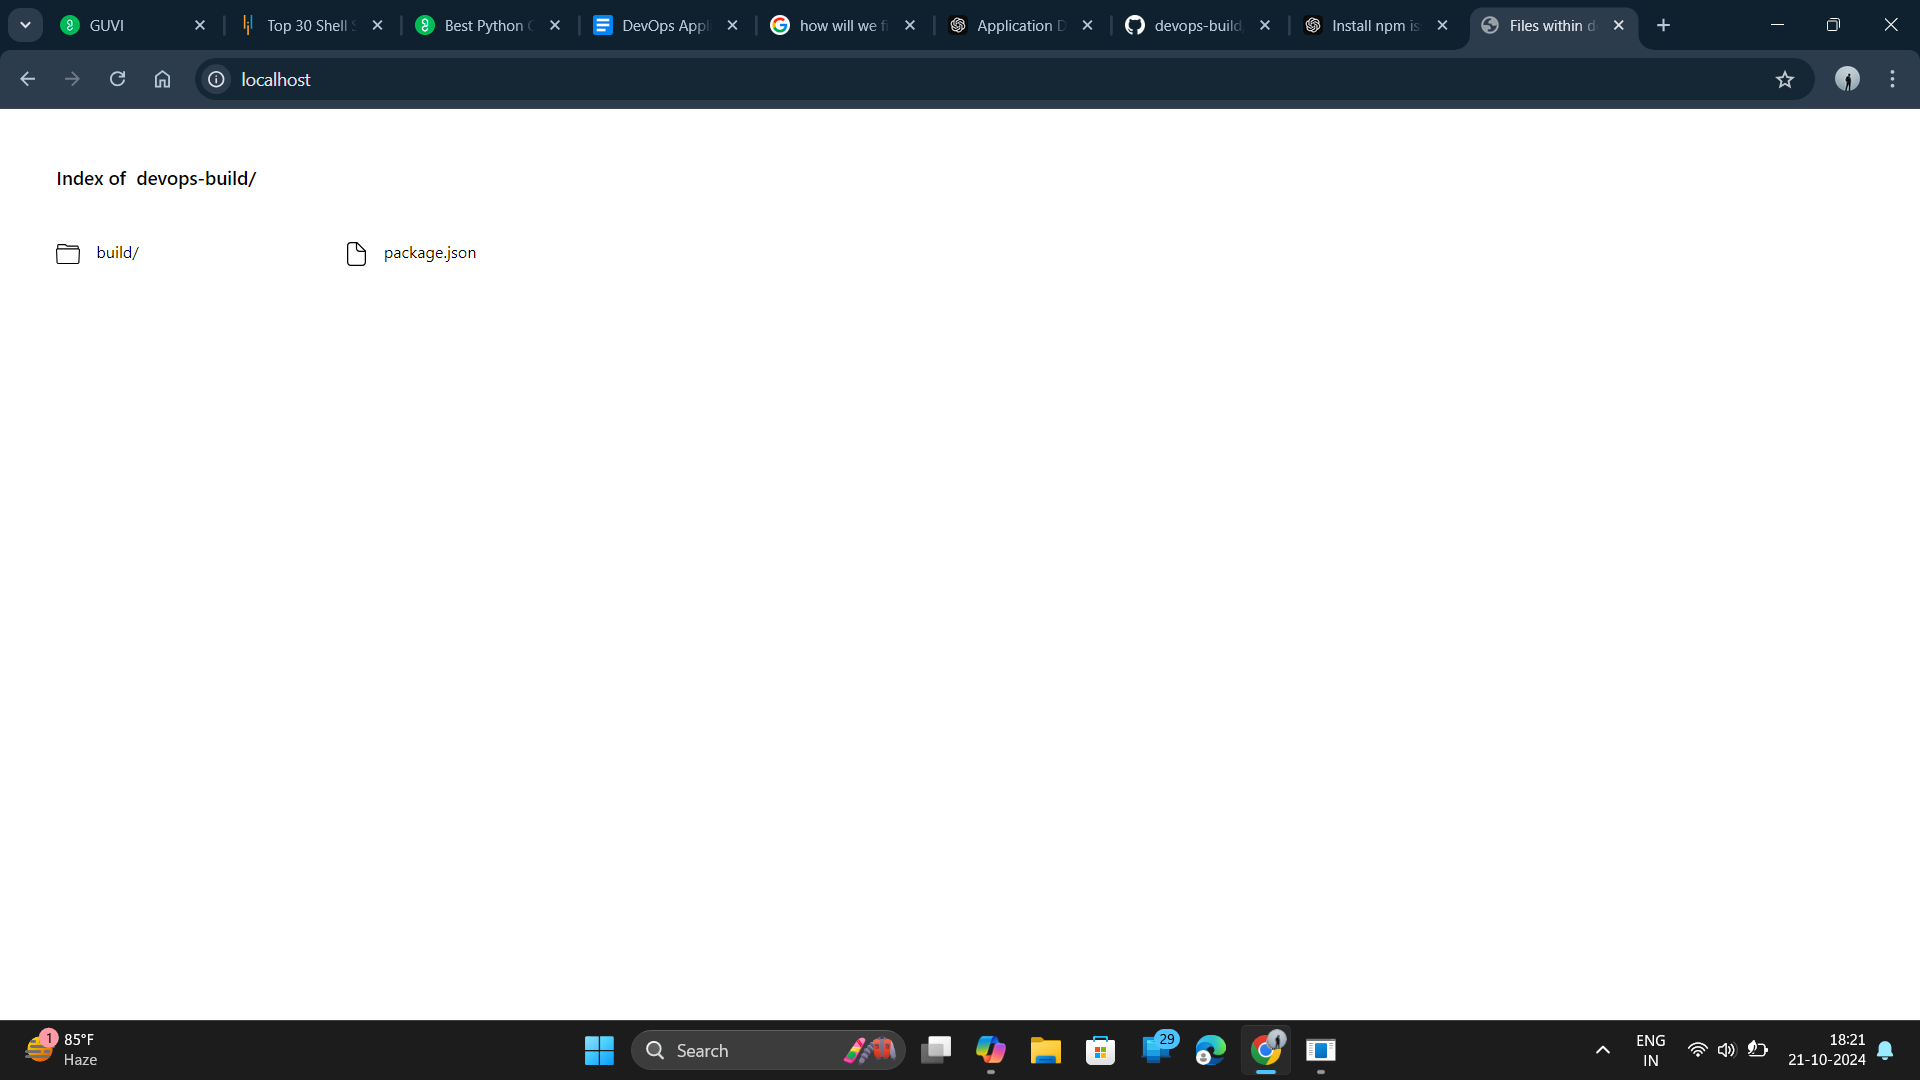 GUVI
Top 30 Shell S
Best Python C
DevOps Appli
how will we fi
Application D
devops-build
Install npm is
Files within d
localhost
Index of devops-build/
build/
package.json
1
85°F
Haze
Search
29
ENG
IN
18:21
21-10-2024